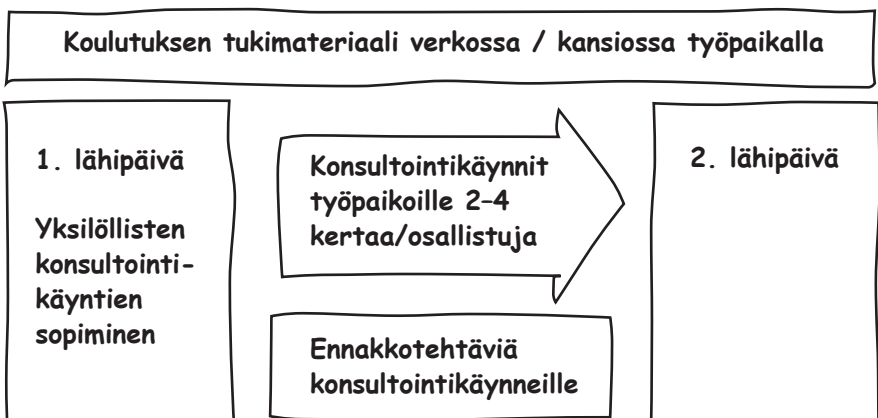 Koulutuksen tukimateriaali verkossa / kansiossa työpaikalla
1. lähipäivä
Yksilöllisten
konsultointi-
käyntien
sopiminen
Konsultointikäynnit
työpaikoille 2–4
kertaa/osallistuja
Ennakkotehtäviä
konsultointikäynneille
2. lähipäivä